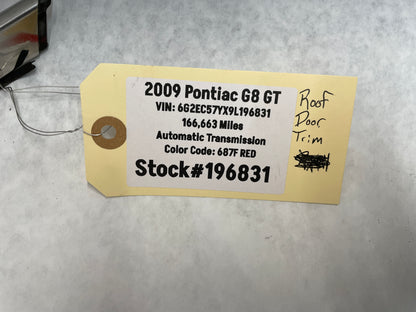 2009 Pontiac G8 GT
VIN: 6G2EC57YX9L196831
166,663 Miles
Automatic Transmission
Color Code: 687F RED
Stock#196831
Roof
Door
Trim